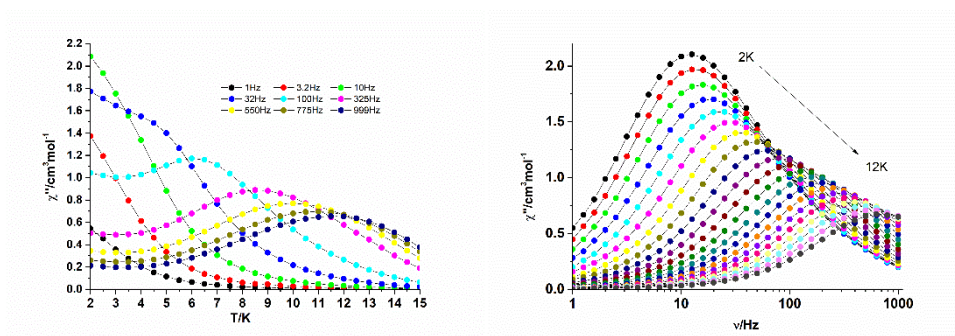 2.2
2.0
1.8
1.6
1.4
1.2
1.0
0.8
0.6
0.4
0.2
0.0
χ''/cm³mol⁻¹
1Hz 3.2Hz 10Hz
32Hz 100Hz 325Hz
550Hz 775Hz 999Hz
2 3 4 5 6 7 8 9 10 11 12 13 14 15
T/K
2.0
1.5
1.0
0.5
0.0
χ''/cm³mol⁻¹
2K
12K
1 10 100 1000
ν/Hz